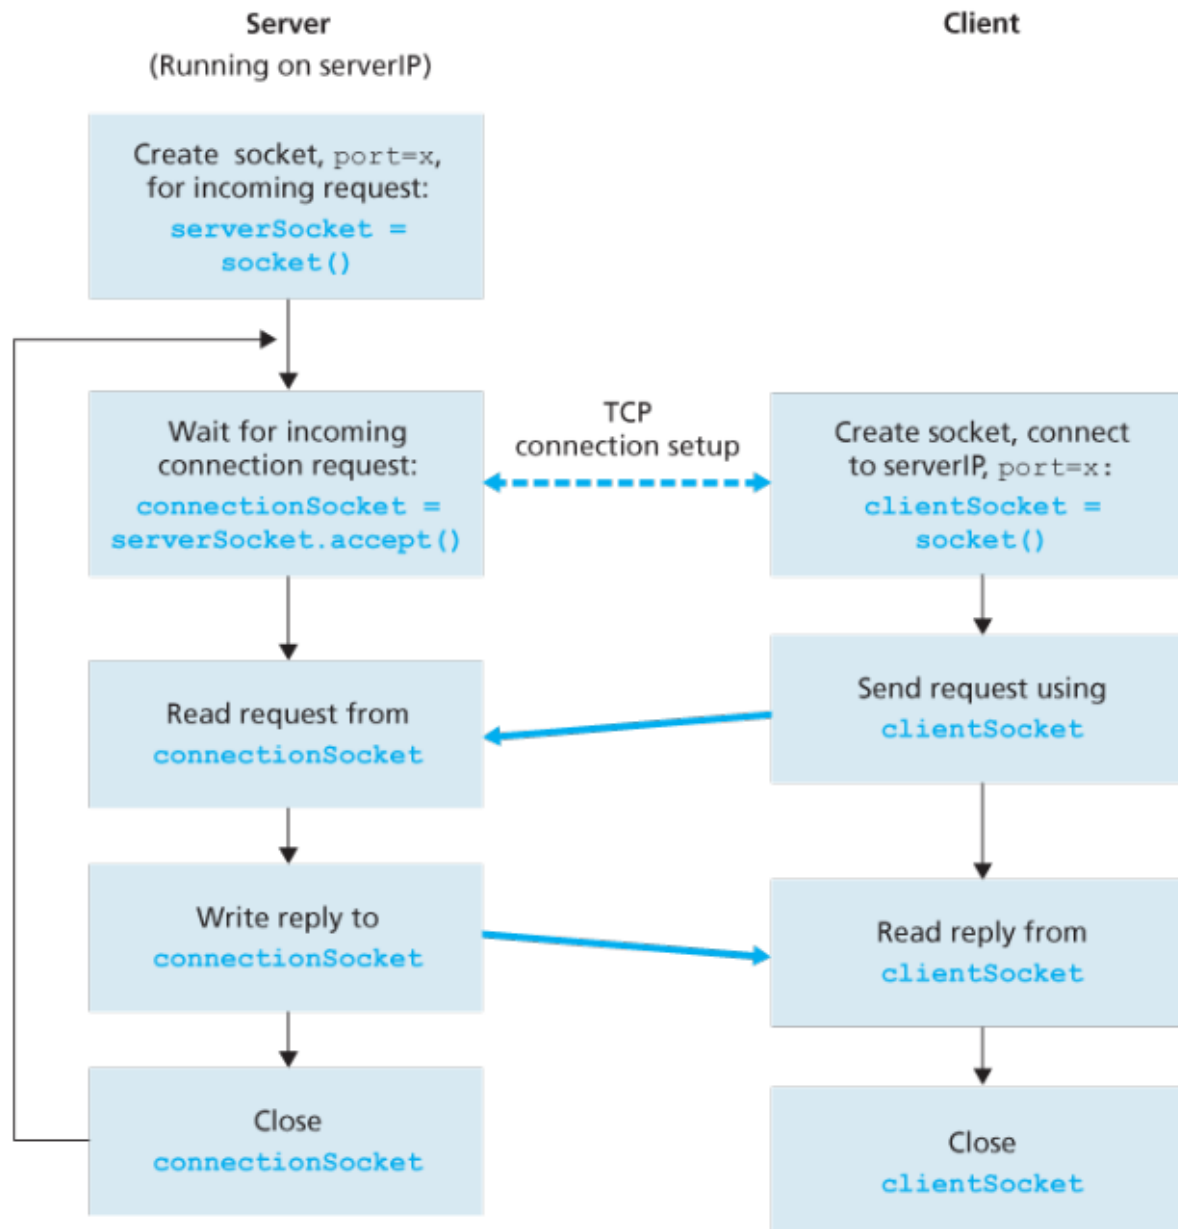 Server
(Running on serverIP)
Client
Create socket, port=x,
for incoming request:
serverSocket =
socket()
Wait for incoming
connection request:
connectionSocket =
serverSocket.accept()
TCP
connection setup
Create socket, connect
to serverIP, port=x:
clientSocket =
socket()
Read request from
connectionSocket
Send request using
clientSocket
Write reply to
connectionSocket
Read reply from
clientSocket
Close
connectionSocket
Close
clientSocket